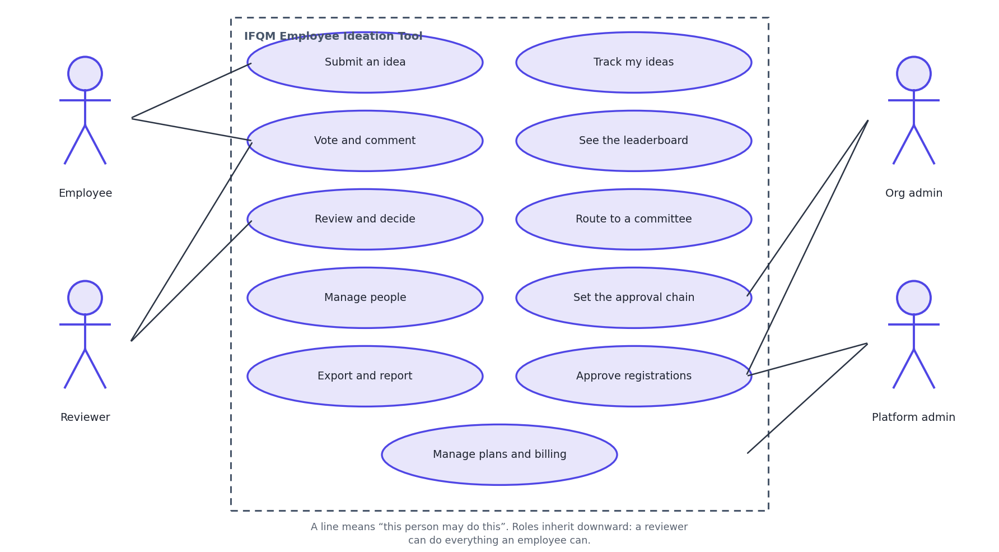 IFQM Employee Ideation Tool
Submit an idea
Track my ideas
Vote and comment
See the leaderboard
Employee
Org admin
Review and decide
Route to a committee
Manage people
Set the approval chain
Export and report
Approve registrations
Reviewer
Platform admin
Manage plans and billing
A line means “this person may do this”. Roles inherit downward: a reviewer
can do everything an employee can.